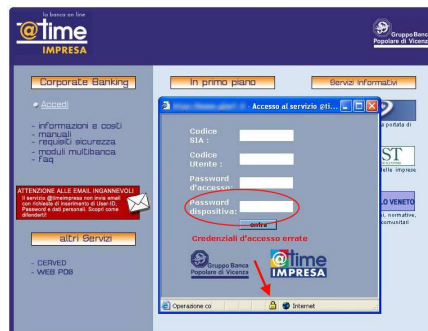 la banca on line
@time
IMPRESA
Gruppo Banc
Popolare di Vicenz
Corporate Banking
In primo piano
Servizi Informativi
Accedi
- informazioni e costi
- manuali
- requisiti sicurezza
- moduli multibanca
- faq
ATTENZIONE ALLE EMAIL INGANNEVOLI
Il servizio @timeimpresa non invia email
con richiesta di inserimento di User ID,
Password e dati personali. Scopri come
difenderti!
altri Servizi
- CERVED
- WEB POB
- Accesso al servizio @ti...
Codice
SIA :
Codice
Utente :
Password
d'accesso:
Password
dispositiva:
entra
Credenziali d'accesso errate
Gruppo Banca
Popolare di Vicenza
@time
IMPRESA
Operazione co
Internet
a portata di
ST
delle imprese
LO VENETO
ni, normative,
comunitari